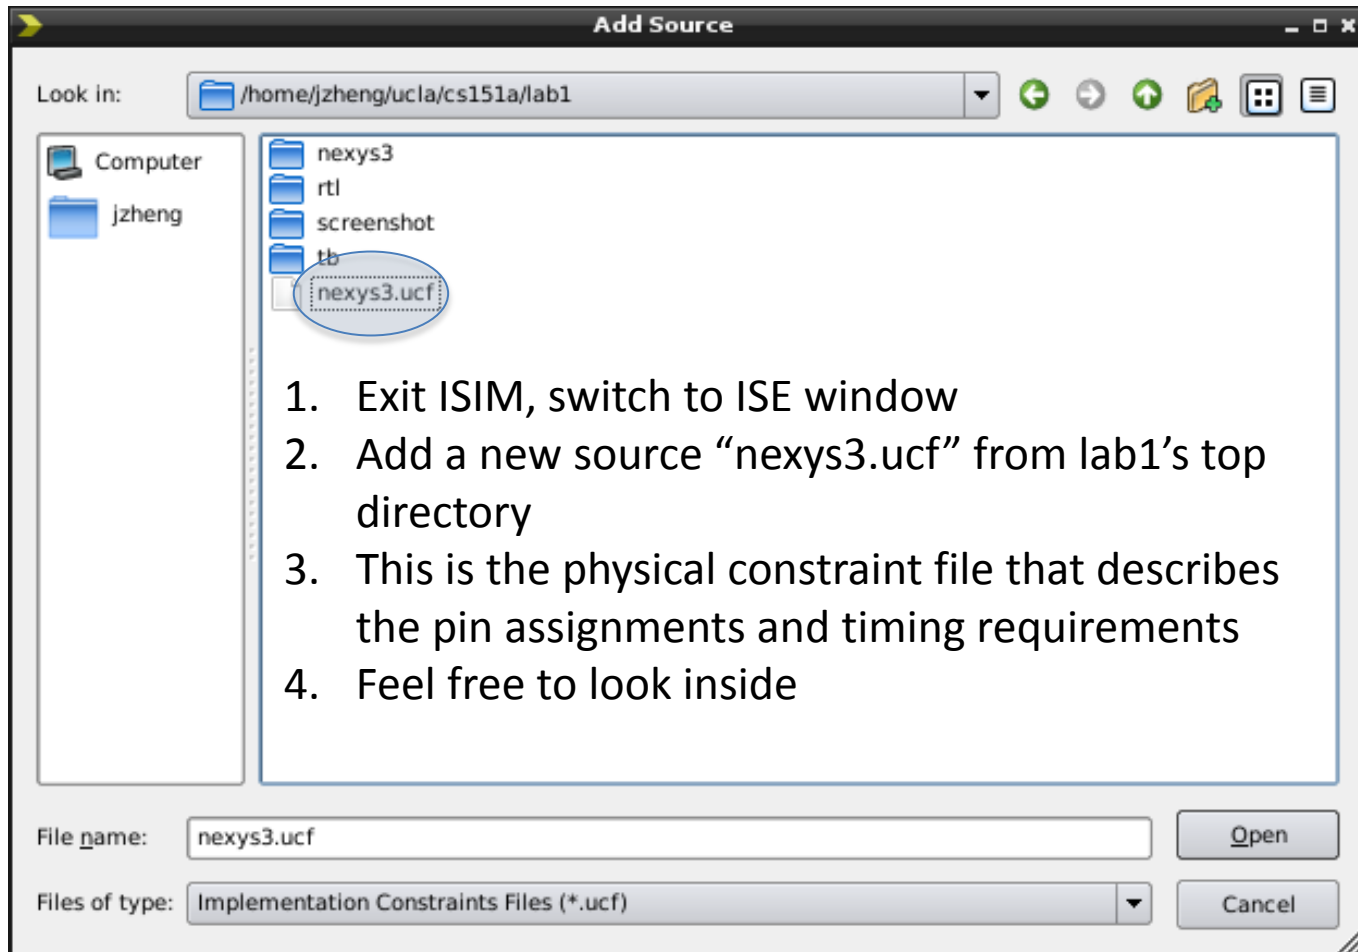 Add Source
Look in:
/home/jzheng/ucla/cs151a/lab1
Computer
jzheng
nexys3
rtl
screenshot
tb
nexys3.ucf
1. Exit ISIM, switch to ISE window
2. Add a new source “nexys3.ucf” from lab1’s top
directory
3. This is the physical constraint file that describes
the pin assignments and timing requirements
4. Feel free to look inside
File name:
nexys3.ucf
Open
Files of type:
Implementation Constraints Files (*.ucf)
Cancel